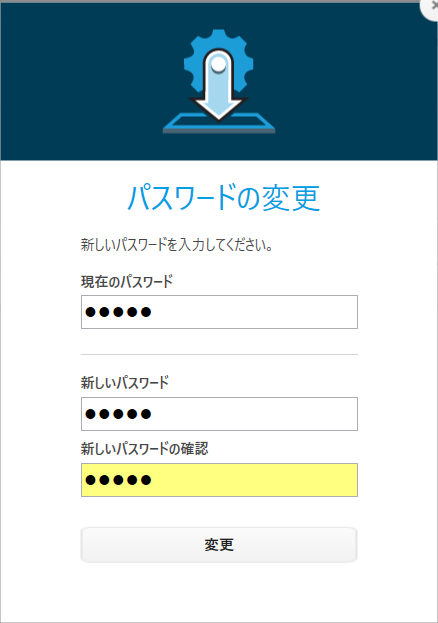 パスワードの変更
新しいパスワードを入力してください。
現在のパスワード
●●●●●
新しいパスワード
●●●●●
新しいパスワードの確認
●●●●●
変更